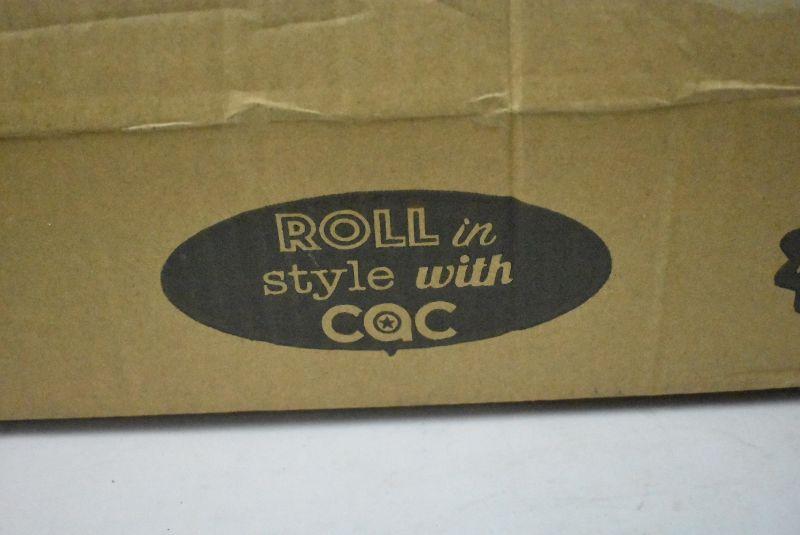 ROLL in
style with
cac